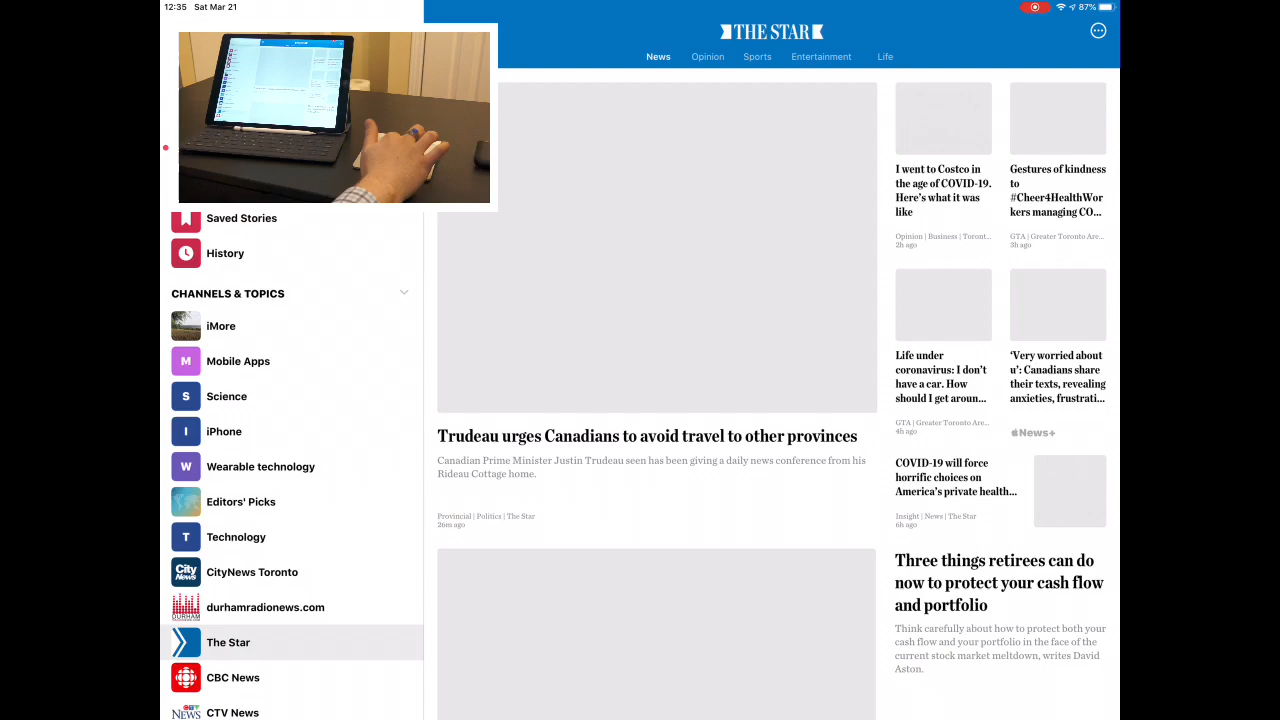 12:35 Sat Mar 21
87%
THE STAR
News Opinion Sports Entertainment Life
Saved Stories
History
CHANNELS & TOPICS
iMore
M Mobile Apps
S Science
I iPhone
W Wearable technology
Editors' Picks
T Technology
City News CityNews Toronto
DURHAM durhamradionews.com
The Star
CBC News
CTV NEWS CTV News
Trudeau urges Canadians to avoid travel to other provinces
Canadian Prime Minister Justin Trudeau seen has been giving a daily news conference from his
Rideau Cottage home.
Provincial | Politics | The Star
26m ago
I went to Costco in
the age of COVID-19.
Here's what it was
like
Opinion | Business | Toront...
2h ago
Gestures of kindness
to
#Cheer4HealthWor
kers managing CO...
GTA | Greater Toronto Are...
3h ago
Life under
coronavirus: I don't
have a car. How
should I get aroun...
GTA | Greater Toronto Are...
4h ago
'Very worried about
u': Canadians share
their texts, revealing
anxieties, frustrati...
News+
COVID-19 will force
horrific choices on
America's private health...
Insight | News | The Star
6h ago
Three things retirees can do
now to protect your cash flow
and portfolio
Think carefully about how to protect both your
cash flow and your portfolio in the face of the
current stock market meltdown, writes David
Aston.